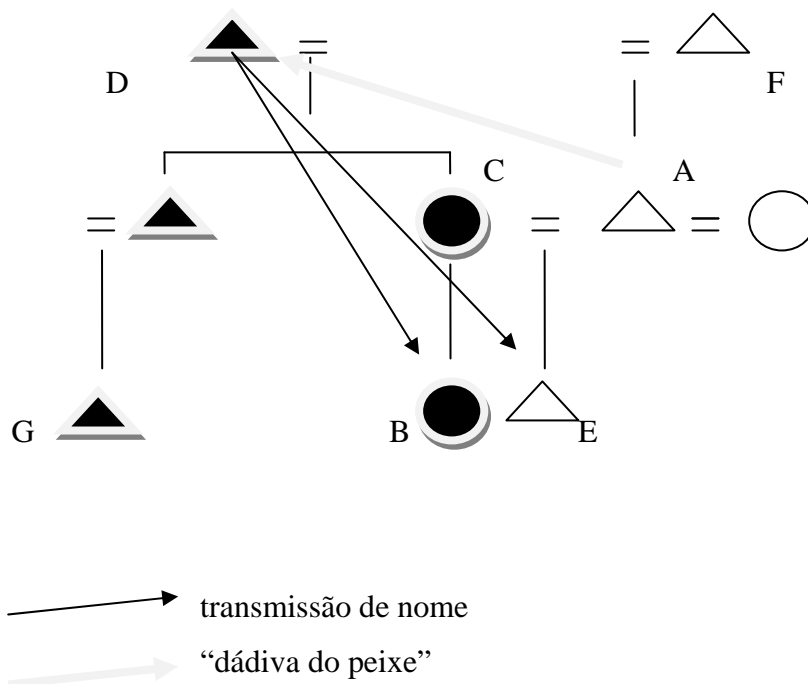 D
F
C
A
G
B
E
transmissão de nome
“dádiva do peixe”